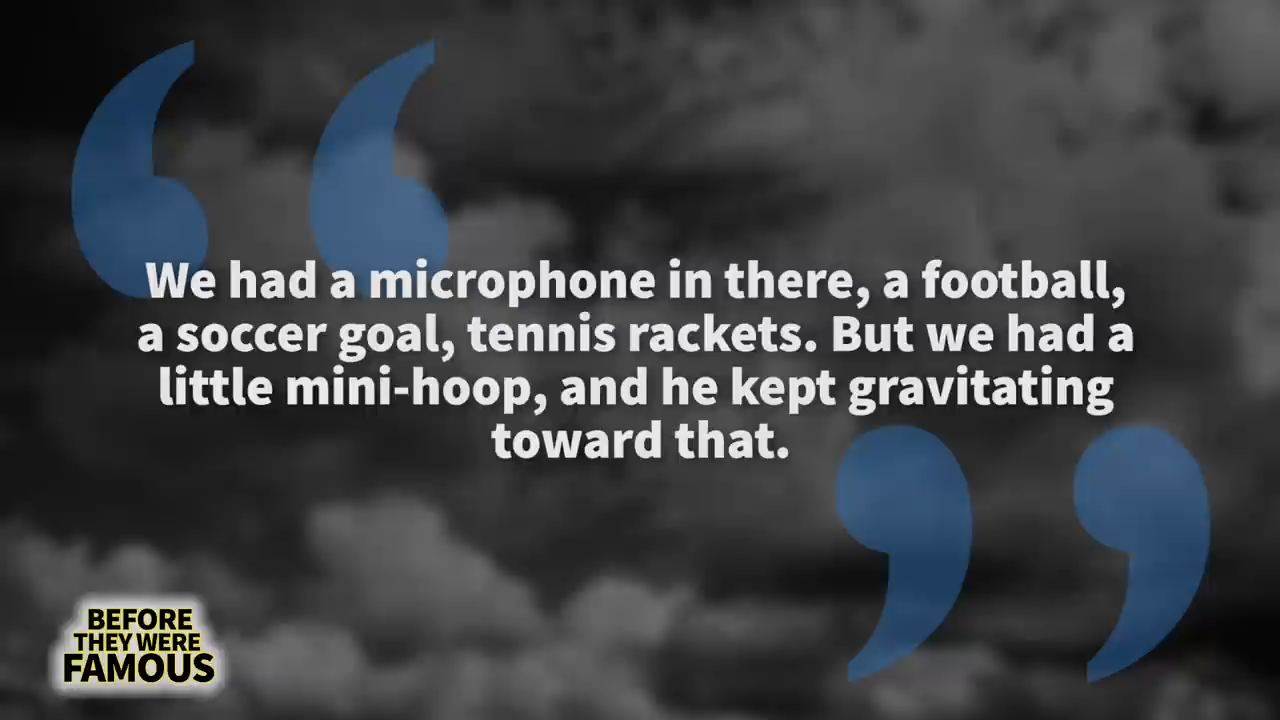 We had a microphone in there, a football,
a soccer goal, tennis rackets. But we had a
little mini-hoop, and he kept gravitating
toward that.
BEFORE
THEY WERE
FAMOUS